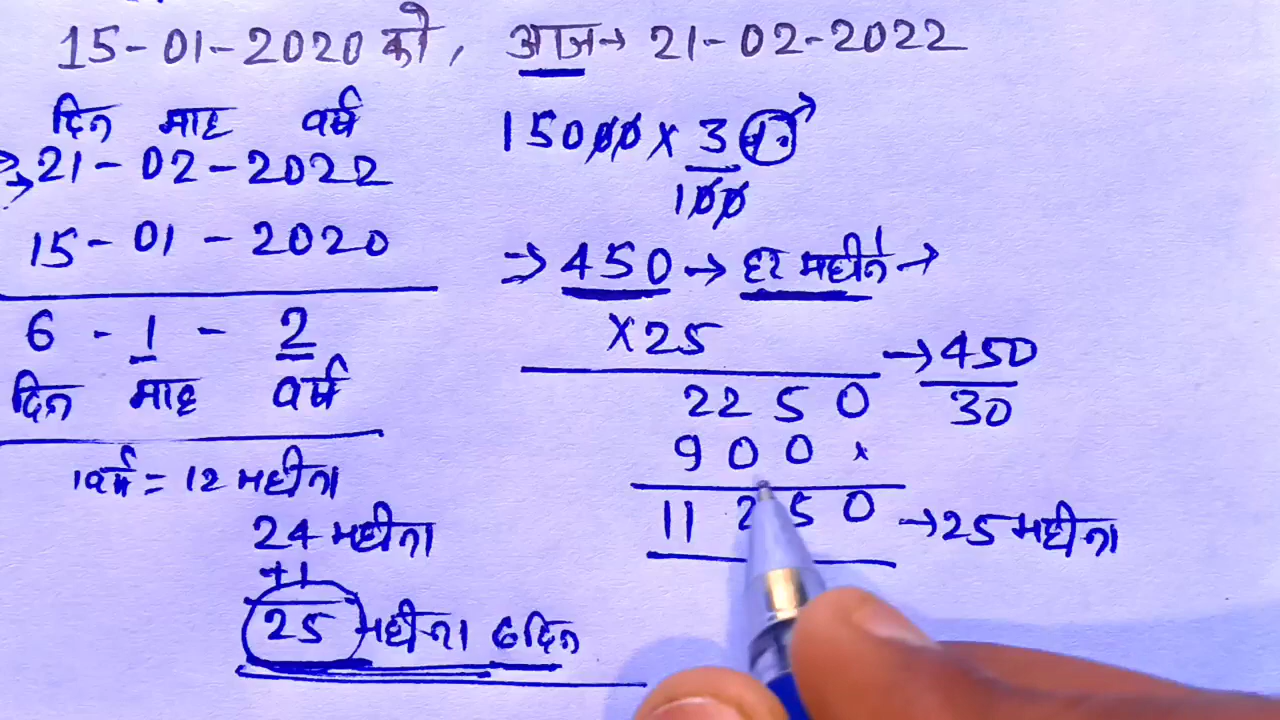 15-01-2020 को, आज→ 21-02-2022
दिन माह वर्ष
→ 21-02-2022
15-01-2020
6 - 1 - 2
दिन माह वर्ष
1वर्ष = 12 महीना
24 महीना
+1
25 महीना 6 दिन
15000 × 3
100
→ 450 → हर महीने →
×25
2250
900×
11250 → 25 महीना
→ 450
30